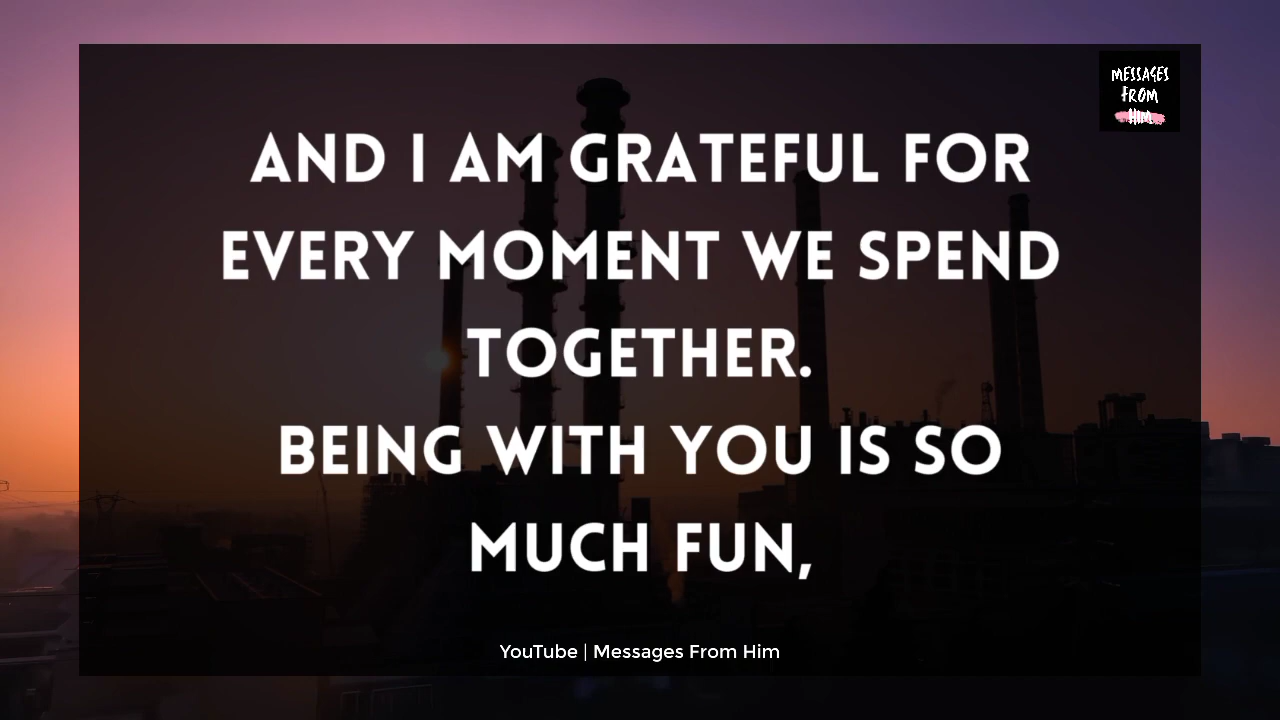 MESSAGES
FROM
HIM
AND I AM GRATEFUL FOR
EVERY MOMENT WE SPEND
TOGETHER.
BEING WITH YOU IS SO
MUCH FUN,
YouTube | Messages From Him